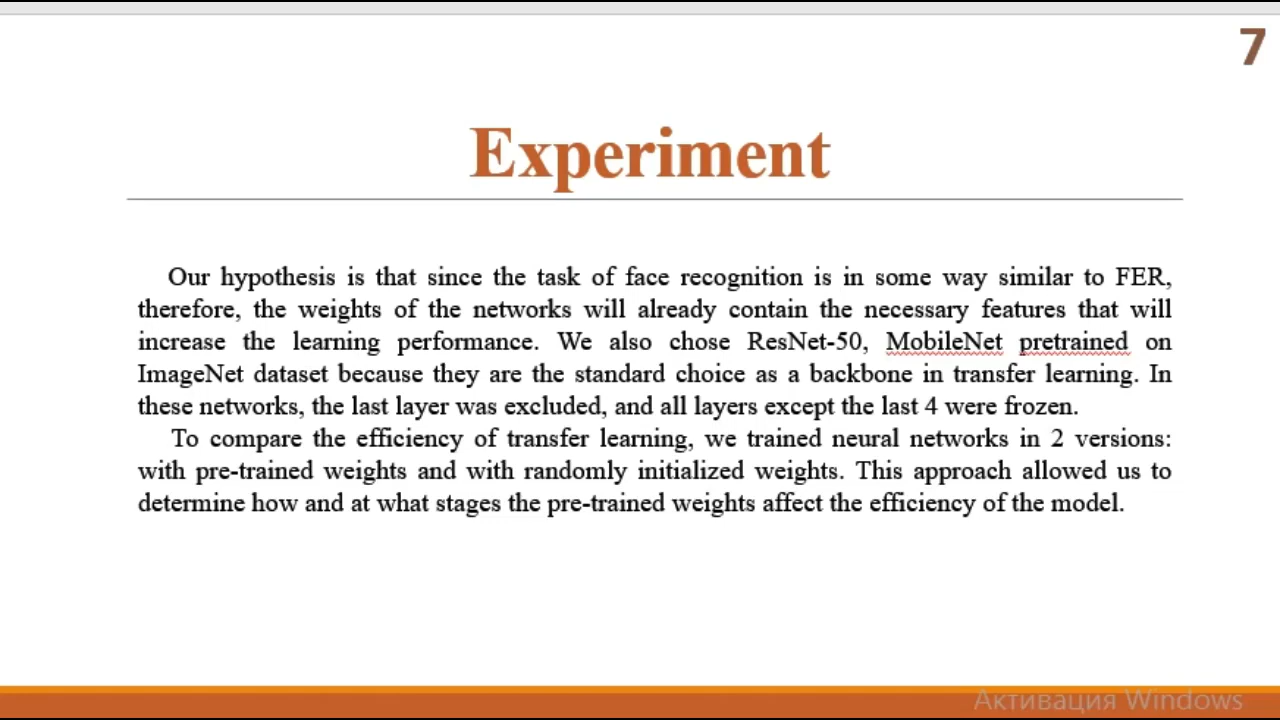 7
Experiment
Our hypothesis is that since the task of face recognition is in some way similar to FER,
therefore, the weights of the networks will already contain the necessary features that will
increase the learning performance. We also chose ResNet-50, MobileNet pretrained on
ImageNet dataset because they are the standard choice as a backbone in transfer learning. In
these networks, the last layer was excluded, and all layers except the last 4 were frozen.
To compare the efficiency of transfer learning, we trained neural networks in 2 versions:
with pre-trained weights and with randomly initialized weights. This approach allowed us to
determine how and at what stages the pre-trained weights affect the efficiency of the model.
Активация Windows